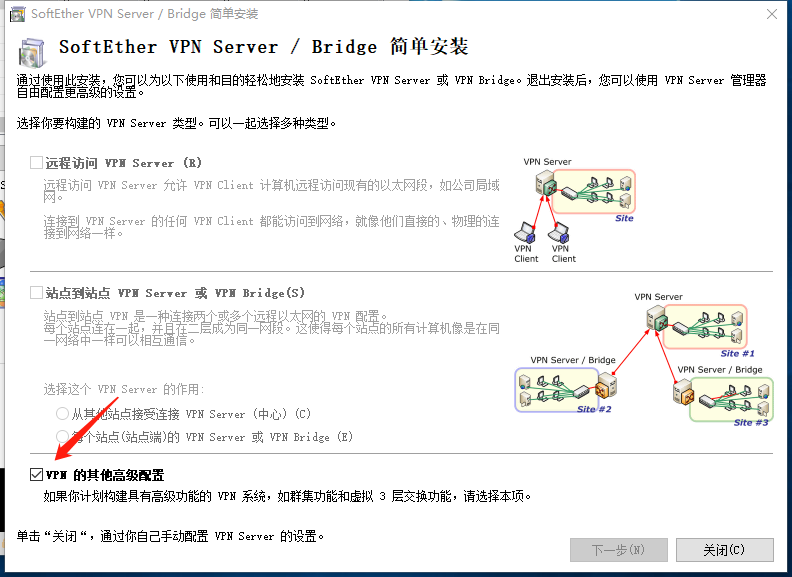 SoftEther VPN Server / Bridge 简单安装
SoftEther VPN Server / Bridge 简单安装
通过使用此安装，您可以为以下使用和目的轻松地安装 SoftEther VPN Server 或 VPN Bridge。退出安装后，您可以使用 VPN Server 管理器
自由配置更高级的设置。
选择你要构建的 VPN Server 类型。可以一起选择多种类型。
远程访问 VPN Server (R)
远程访问 VPN Server 允许 VPN Client 计算机远程访问现有的以太网段，如公司局域
网。
连接到 VPN Server 的任何 VPN Client 都能访问到网络，就像他们直接的、物理的连
接到网络一样。
VPN Server
Site
VPN
Client
VPN
Client
站点到站点 VPN Server 或 VPN Bridge(S)
站点到站点 VPN 是一种连接两个或多个远程以太网的 VPN 配置。
每个站点连在一起，并且在二层成为同一网段。这使得每个站点的所有计算机像是在同
一网络中一样可以相互通信。
选择这个 VPN Server 的作用:
从其他站点接受连接 VPN Server (中心) (C)
每个站点(站点端)的 VPN Server 或 VPN Bridge (E)
VPN Server
Site #1
VPN Server / Bridge
Site #2
VPN Server / Bridge
Site #3
VPN 的其他高级配置
如果你计划构建具有高级功能的 VPN 系统，如群集功能和虚拟 3 层交换功能，请选择本项。
单击“关闭“，通过你自己手动配置 VPN Server 的设置。
下一步(N)
关闭(C)